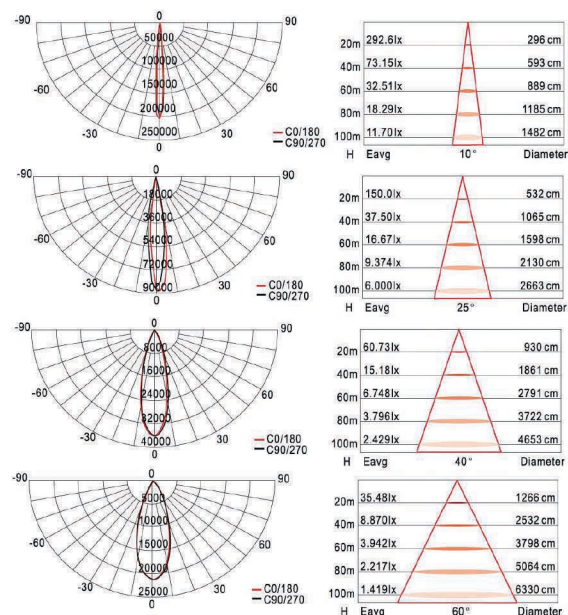 0
-90 90
50000
100000
-60 150000 60
200000
-30 30
250000
C0/180
C90/270
20m 292.6lx 296 cm
40m 73.15lx 593 cm
60m 32.51lx 889 cm
80m 18.29lx 1185 cm
100m 11.70lx 1482 cm
H Eavg 10° Diameter
0
-90 90
18000
36000
-60 54000 60
72000
-30 30
90000
C0/180
C90/270
20m 150.0lx 532 cm
40m 37.50lx 1065 cm
60m 16.67lx 1598 cm
80m 9.374lx 2130 cm
100m 6.000lx 2663 cm
H Eavg 25° Diameter
0
-90 90
8000
-60 60
32000
-30 30
40000
C0/180
C90/270
20m 60.73lx 930 cm
40m 15.18lx 1861 cm
60m 6.748lx 2791 cm
80m 3.796lx 3722 cm
100m 2.429lx 4653 cm
H Eavg 40° Diameter
0
-90 90
5000
10000
-60 15000 60
20000
-30 30
25000
C0/180
C90/270
20m 35.48lx 1266 cm
40m 8.870lx 2532 cm
60m 3.942lx 3798 cm
80m 2.217lx 5064 cm
100m 1.419lx 6330 cm
H Eavg 60° Diameter